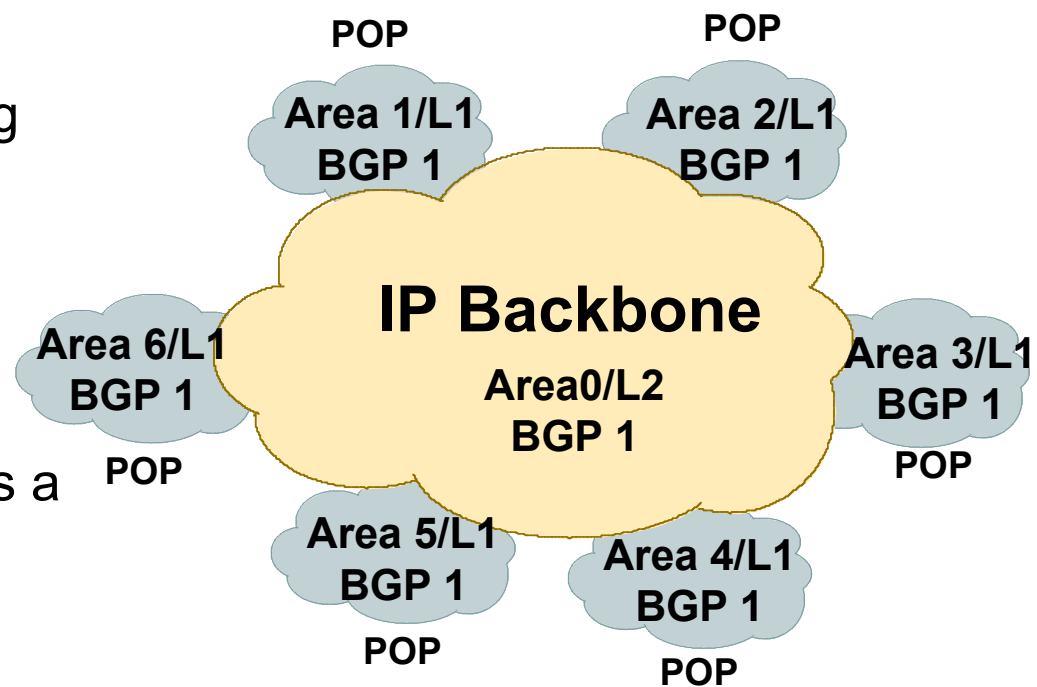 POP
POP
Area 1/L1
BGP 1
Area 2/L1
BGP 1
g
IP Backbone
Area0/L2
BGP 1
Area 6/L1
BGP 1
POP
Area 3/L1
BGP 1
POP
s a
Area 5/L1
BGP 1
POP
Area 4/L1
BGP 1
POP